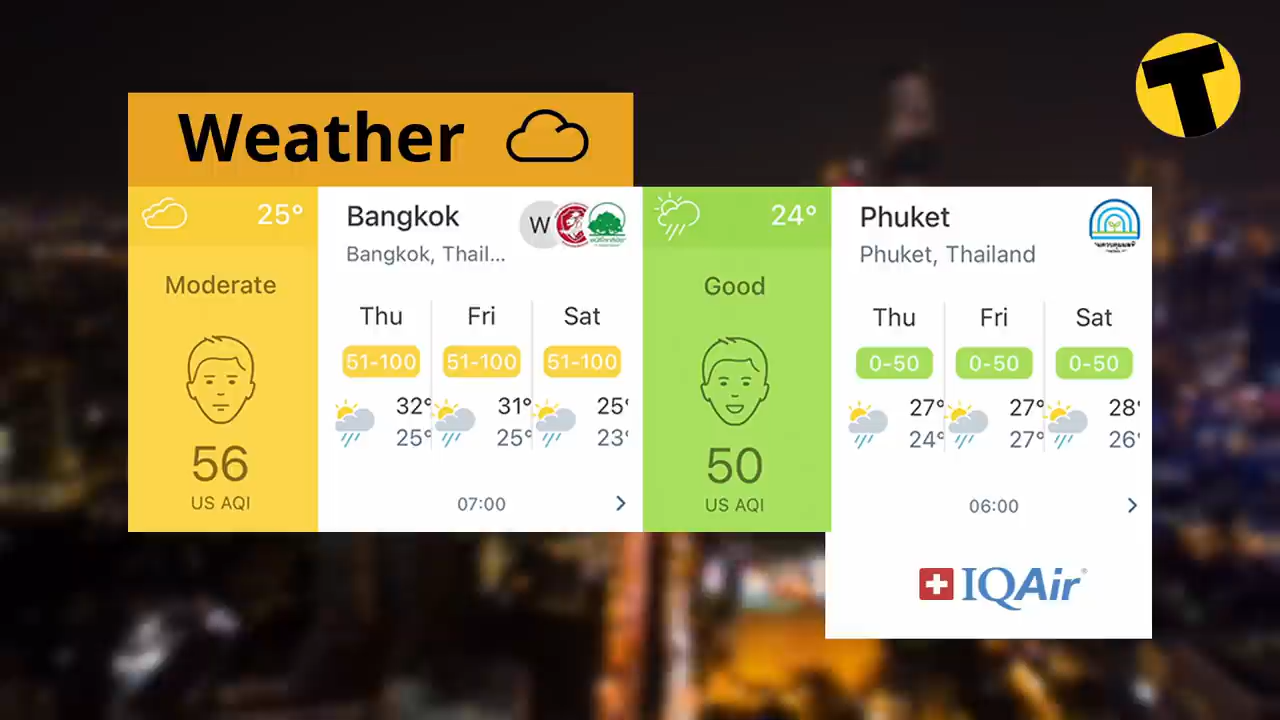 T
Weather
25°
Moderate
56
US AQI
Bangkok
W
Bangkok, Thail...
Thu Fri Sat
51-100 51-100 51-100
32° 31° 25°
25° 25° 23°
07:00
24°
Good
50
US AQI
Phuket
Phuket, Thailand
Thu Fri Sat
0-50 0-50 0-50
27° 27° 28°
24° 27° 26°
06:00
IQAir®